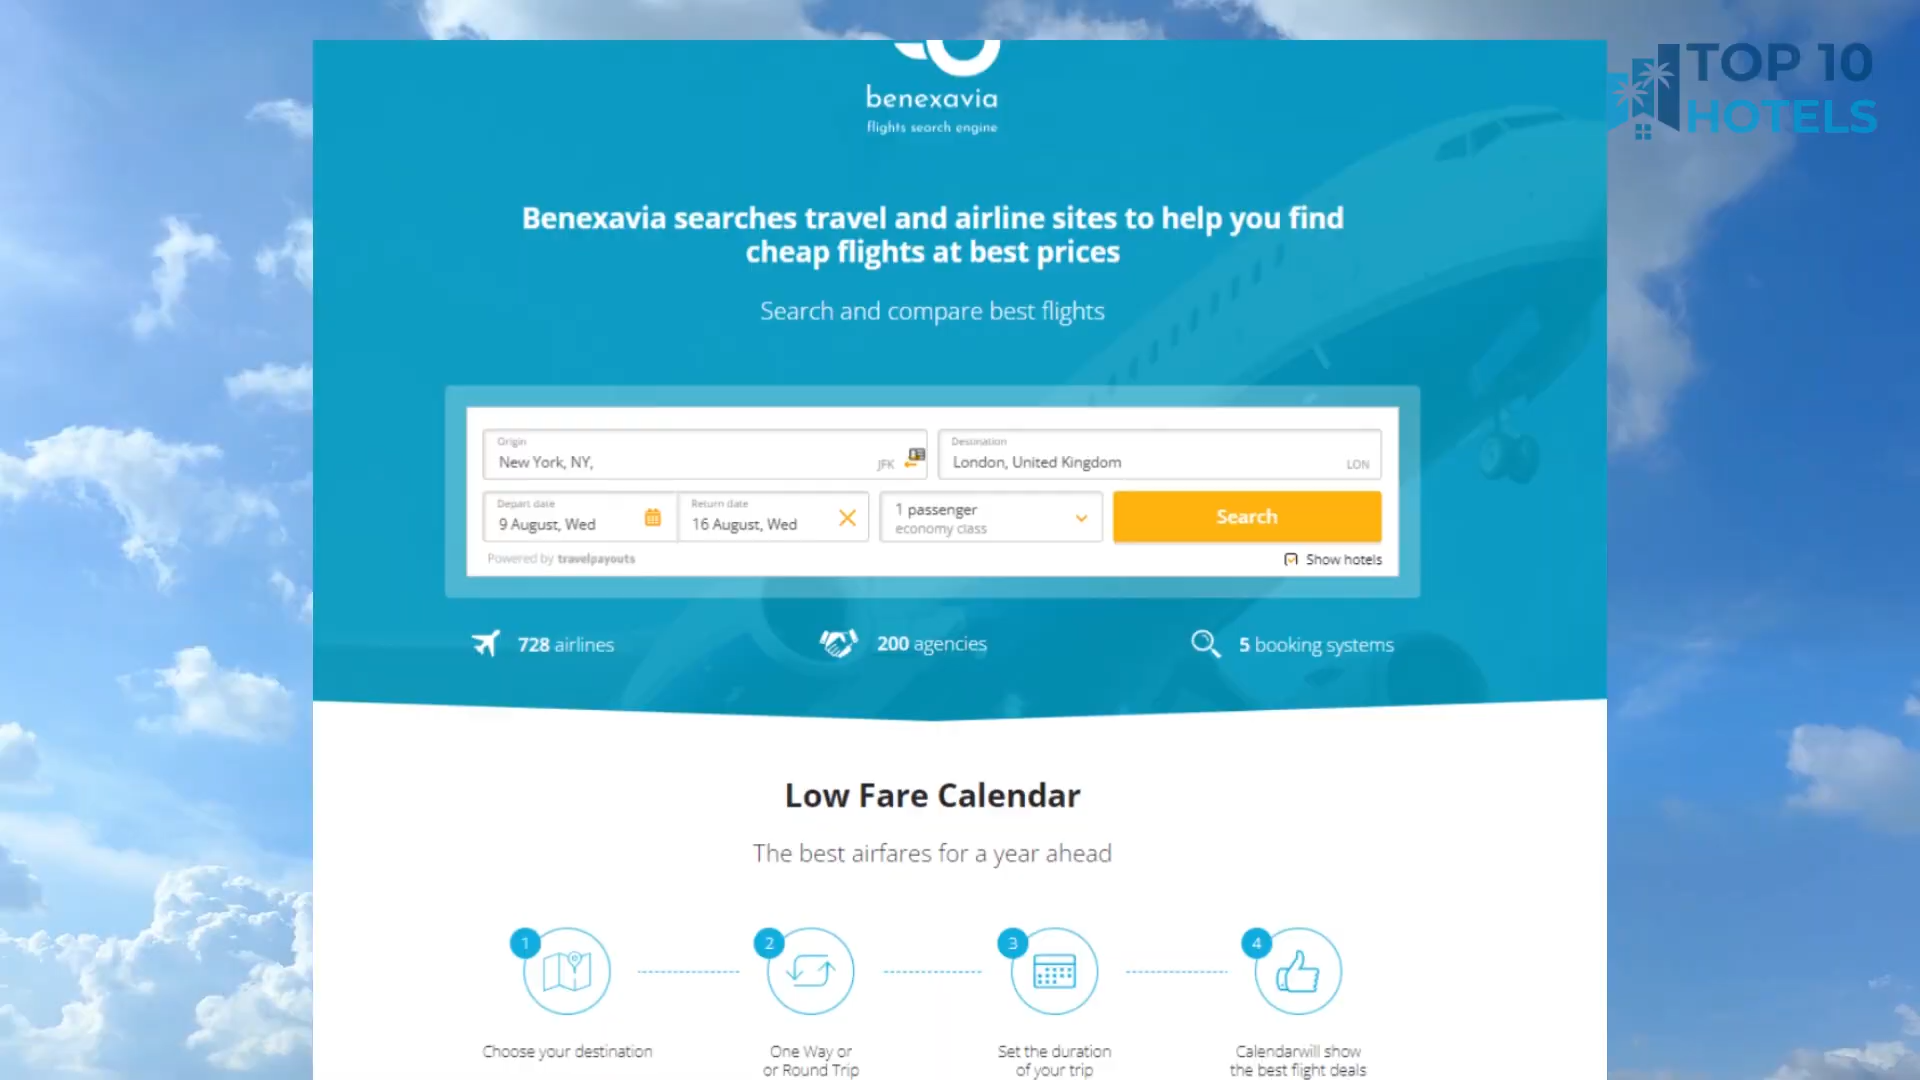 TOP 10
HOTELS
benexavia
flights search engine
Benexavia searches travel and airline sites to help you find
cheap flights at best prices
Search and compare best flights
Origin
New York, NY,
JFK
Destination
London, United Kingdom
LON
Depart date
9 August, Wed
Return date
16 August, Wed
1 passenger
economy class
Search
Powered by travelpayouts
Show hotels
728 airlines
200 agencies
5 booking systems
Low Fare Calendar
The best airfares for a year ahead
1
2
3
4
Choose your destination
One Way or
or Round Trip
Set the duration
of your trip
Calendarwill show
the best flight deals